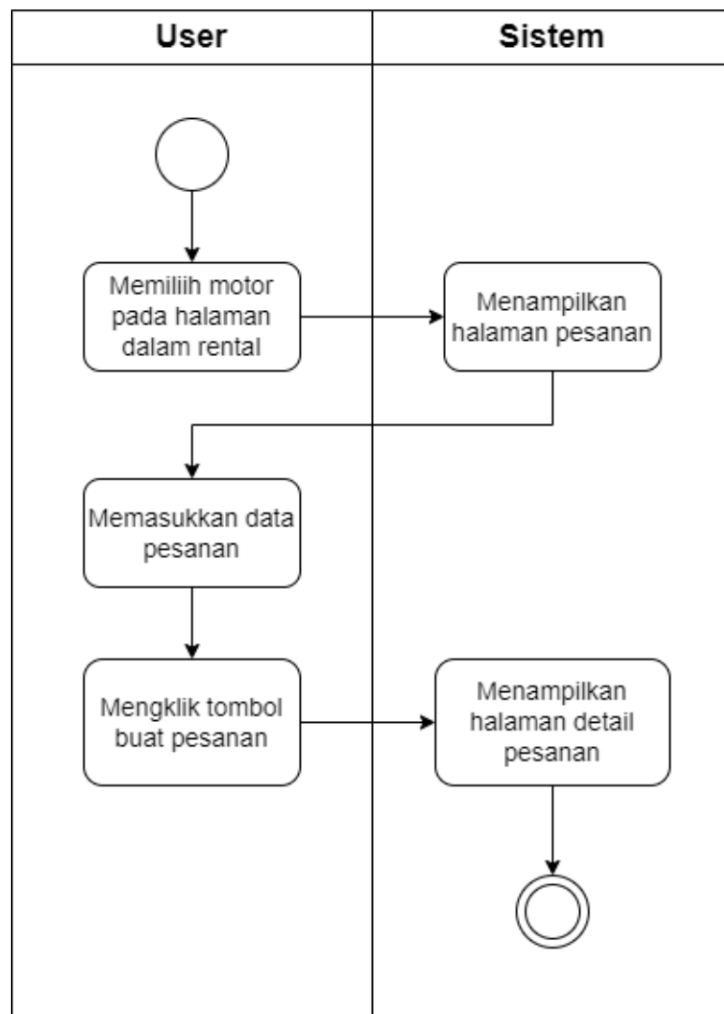 User
Sistem
Memiliih motor
pada halaman
dalam rental
Menampilkan
halaman pesanan
Memasukkan data
pesanan
Mengklik tombol
buat pesanan
Menampilkan
halaman detail
pesanan